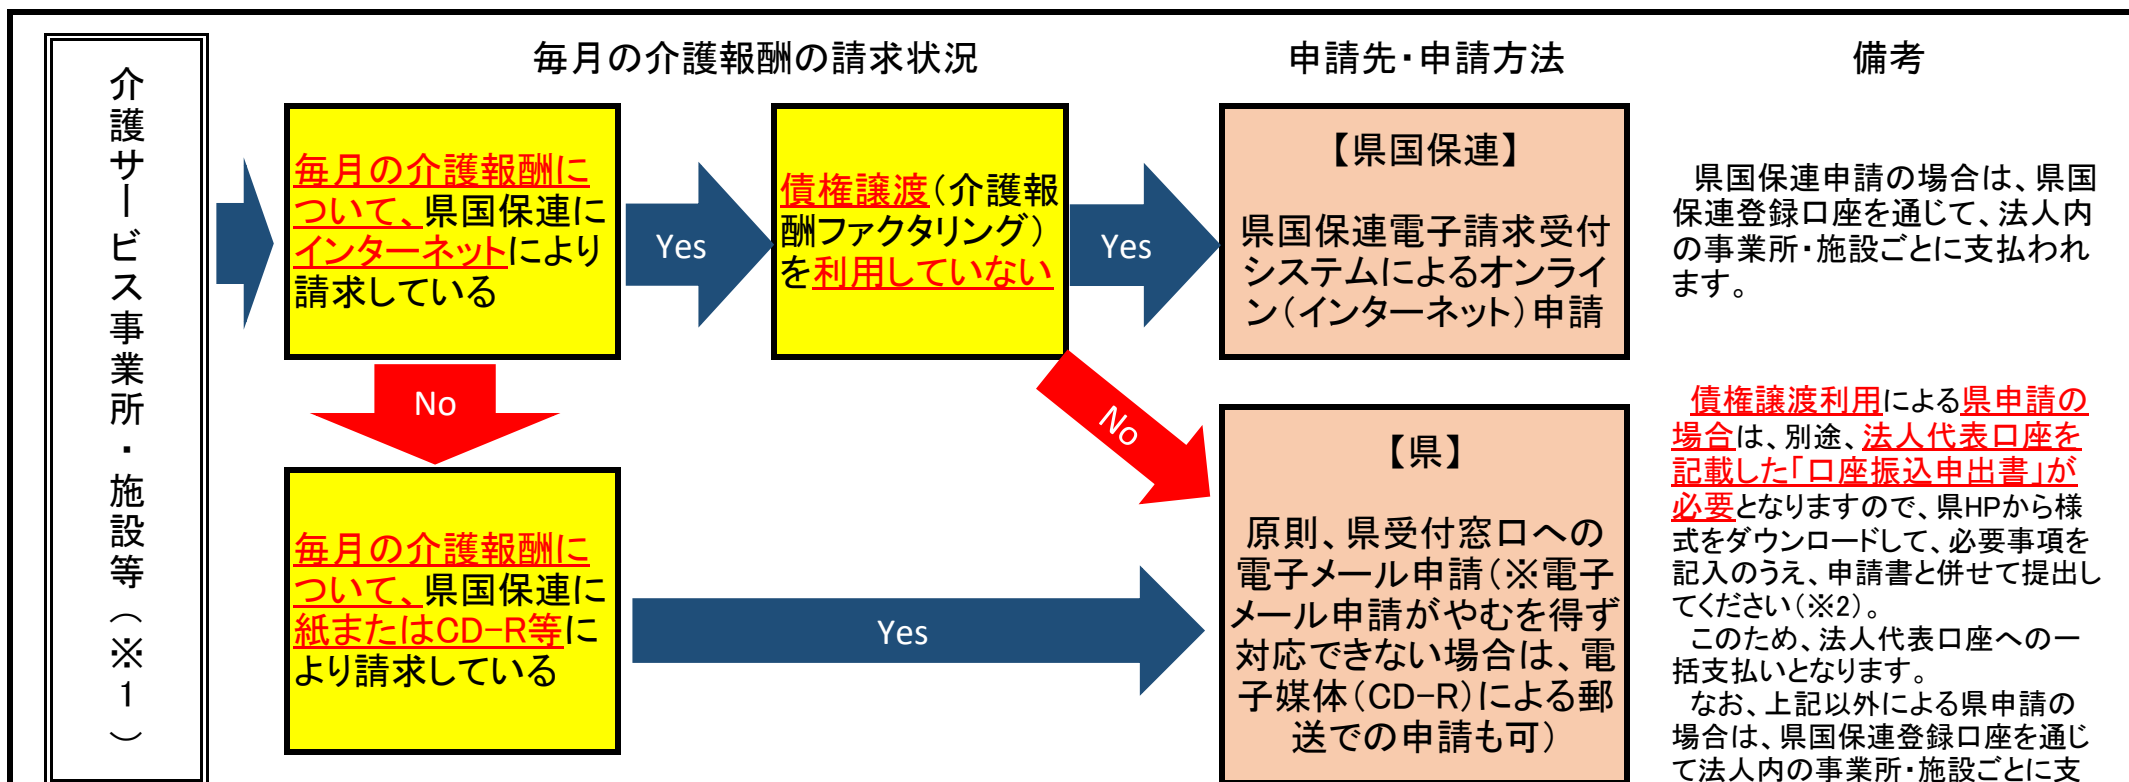 介護サービス事業所・施設等(※1)
毎月の介護報酬の請求状況
申請先・申請方法
備考
毎月の介護報酬に
ついて、県国保連に
インターネットにより
請求している
Yes
債権譲渡(介護報
酬ファクタリング)
を利用していない
Yes
【県国保連】
県国保連電子請求受付
システムによるオンライ
ン(インターネット)申請
県国保連申請の場合は、県国
保連登録口座を通じて、法人内
の事業所・施設ごとに支払われ
ます。
No
No
毎月の介護報酬に
ついて、県国保連に
紙またはCD-R等に
より請求している
Yes
【県】
原則、県受付窓口への
電子メール申請(※電子
メール申請がやむを得ず
対応できない場合は、電
子媒体(CD-R)による郵
送での申請も可)
債権譲渡利用による県申請の
場合は、別途、法人代表口座を
記載した「口座振込申出書」が
必要となりますので、県HPから様
式をダウンロードして、必要事項を
記入のうえ、申請書と併せて提出し
てください(※2)。
このため、法人代表口座への一
括支払いとなります。
なお、上記以外による県申請の
場合は、県国保連登録口座を通じ
て法人内の事業所・施設ごとに支